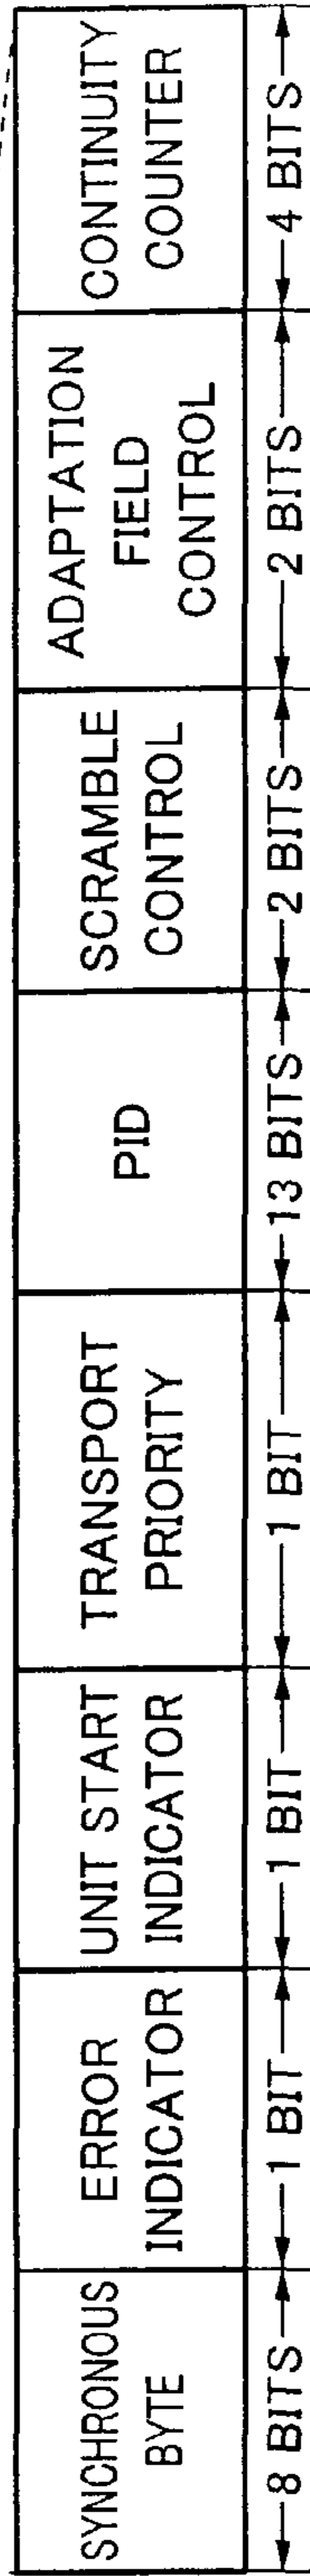 SYNCHRONOUS
BYTE
ERROR
INDICATOR
UNIT START
INDICATOR
TRANSPORT
PRIORITY
PID
SCRAMBLE
CONTROL
ADAPTATION
FIELD
CONTROL
CONTINUITY
COUNTER
8 BITS
1 BIT
1 BIT
1 BIT
13 BITS
2 BITS
2 BITS
4 BITS